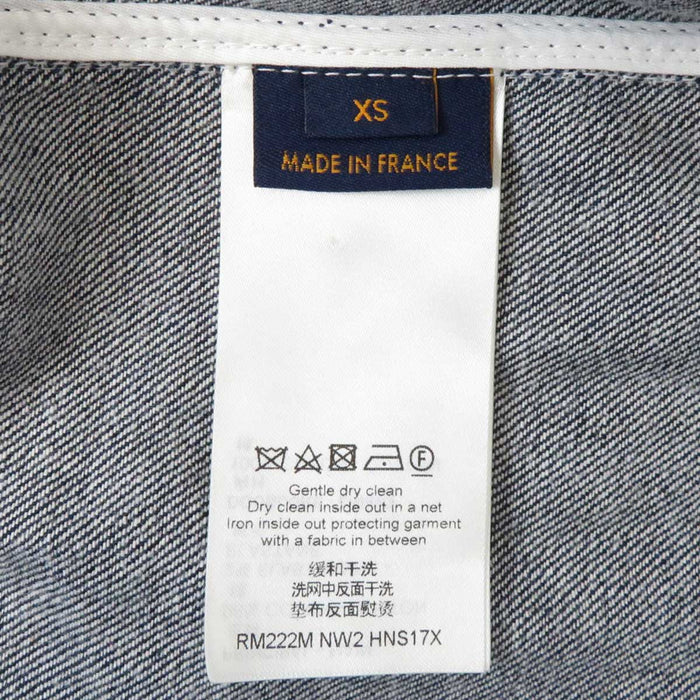 XS
MADE IN FRANCE
F
Gentle dry clean
Dry clean inside out in a net
Iron inside out protecting garment
with a fabric in between
缓和干洗
洗网中反面干洗
垫布反面熨烫
RM222M NW2 HNS17X